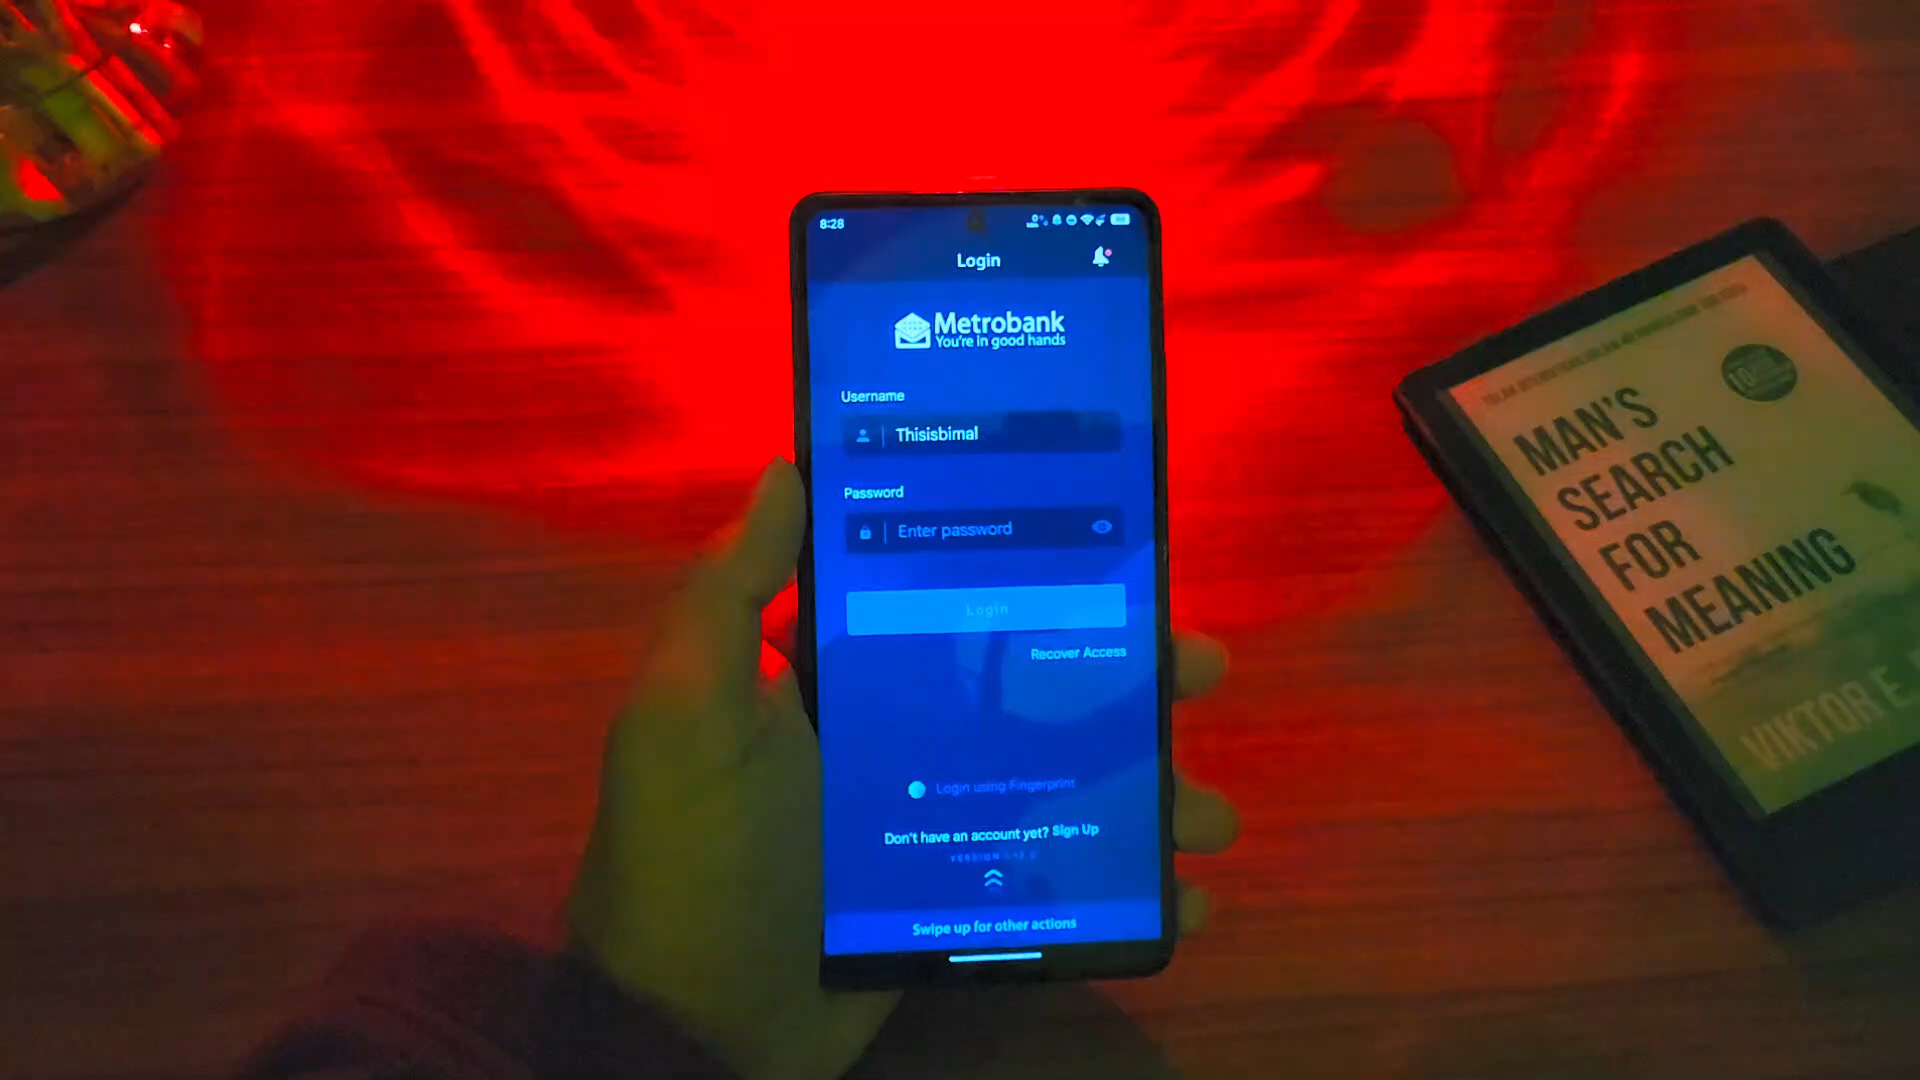 8:28
Login
Metrobank
You're in good hands
Username
Thisisbimal
Password
Enter password
Login
Recover Access
Login using Fingerprint
Don't have an account yet? Sign Up
VERSION
Swipe up for other actions
MAN'S
SEARCH
FOR
MEANING
VIKTOR E.